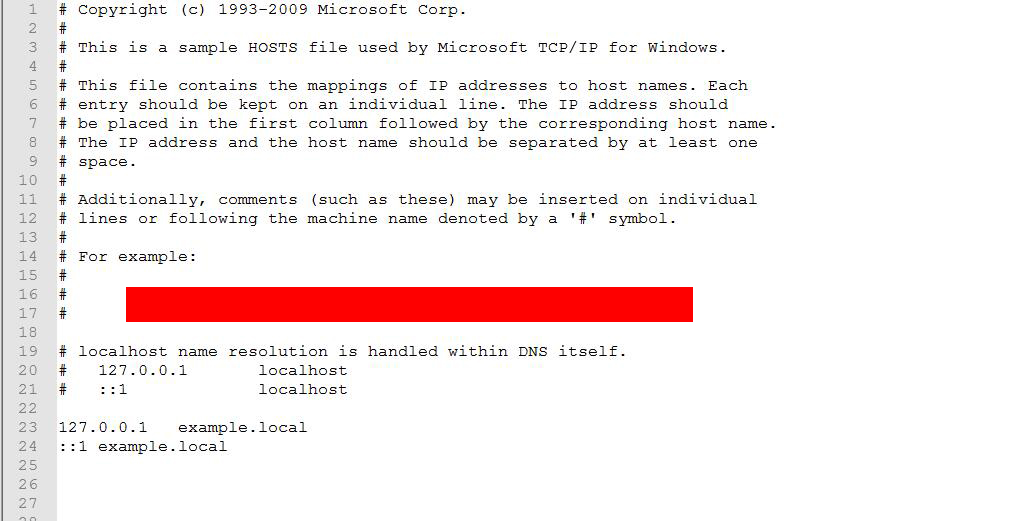 1 # Copyright (c) 1993-2009 Microsoft Corp.
2 #
3 # This is a sample HOSTS file used by Microsoft TCP/IP for Windows.
4 #
5 # This file contains the mappings of IP addresses to host names. Each
6 # entry should be kept on an individual line. The IP address should
7 # be placed in the first column followed by the corresponding host name.
8 # The IP address and the host name should be separated by at least one
9 # space.
10 #
11 # Additionally, comments (such as these) may be inserted on individual
12 # lines or following the machine name denoted by a '#' symbol.
13 #
14 # For example:
15 #
16 #
17 #
18
19 # localhost name resolution is handled within DNS itself.
20 #   127.0.0.1       localhost
21 #   ::1             localhost
22
23 127.0.0.1   example.local
24 ::1 example.local
25
26
27